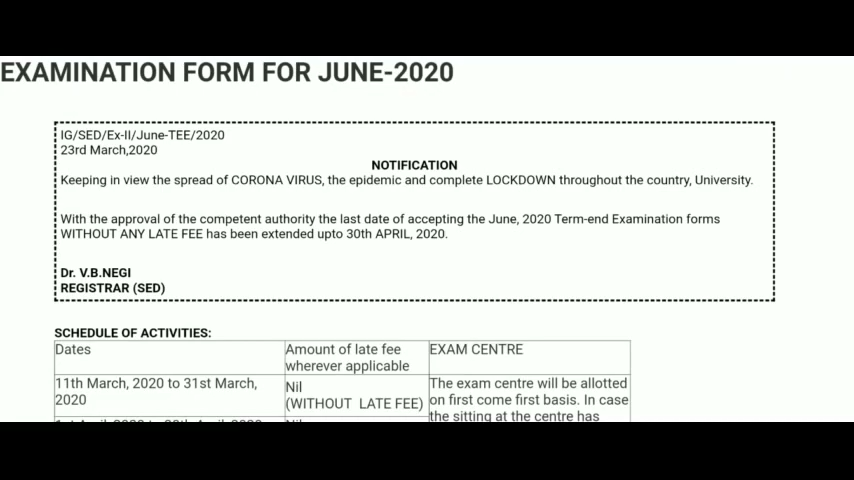 EXAMINATION FORM FOR JUNE-2020
IG/SED/Ex-II/June-TEE/2020
23rd March,2020
NOTIFICATION
Keeping in view the spread of CORONA VIRUS, the epidemic and complete LOCKDOWN throughout the country, University.
With the approval of the competent authority the last date of accepting the June, 2020 Term-end Examination forms
WITHOUT ANY LATE FEE has been extended upto 30th APRIL, 2020.
Dr. V.B.NEGI
REGISTRAR (SED)
SCHEDULE OF ACTIVITIES:
Dates
Amount of late fee
wherever applicable
EXAM CENTRE
11th March, 2020 to 31st March,
2020
Nil
(WITHOUT LATE FEE)
The exam centre will be allotted
on first come first basis. In case
the sitting at the centre has